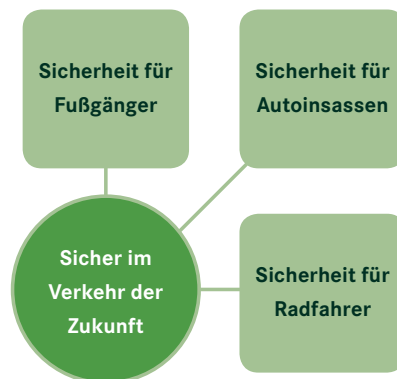 Sicherheit für
Fußgänger
Sicherheit für
Autoinsassen
Sicher im
Verkehr der
Zukunft
Sicherheit für
Radfahrer